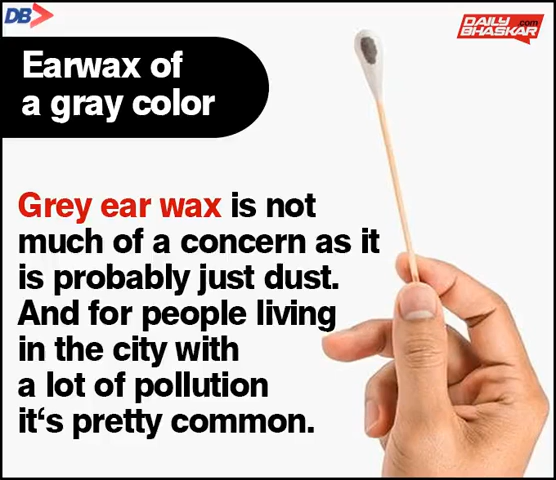 DB
DAILY
BHASKAR.com
Earwax of
a gray color
Grey ear wax is not
much of a concern as it
is probably just dust.
And for people living
in the city with
a lot of pollution
it‘s pretty common.